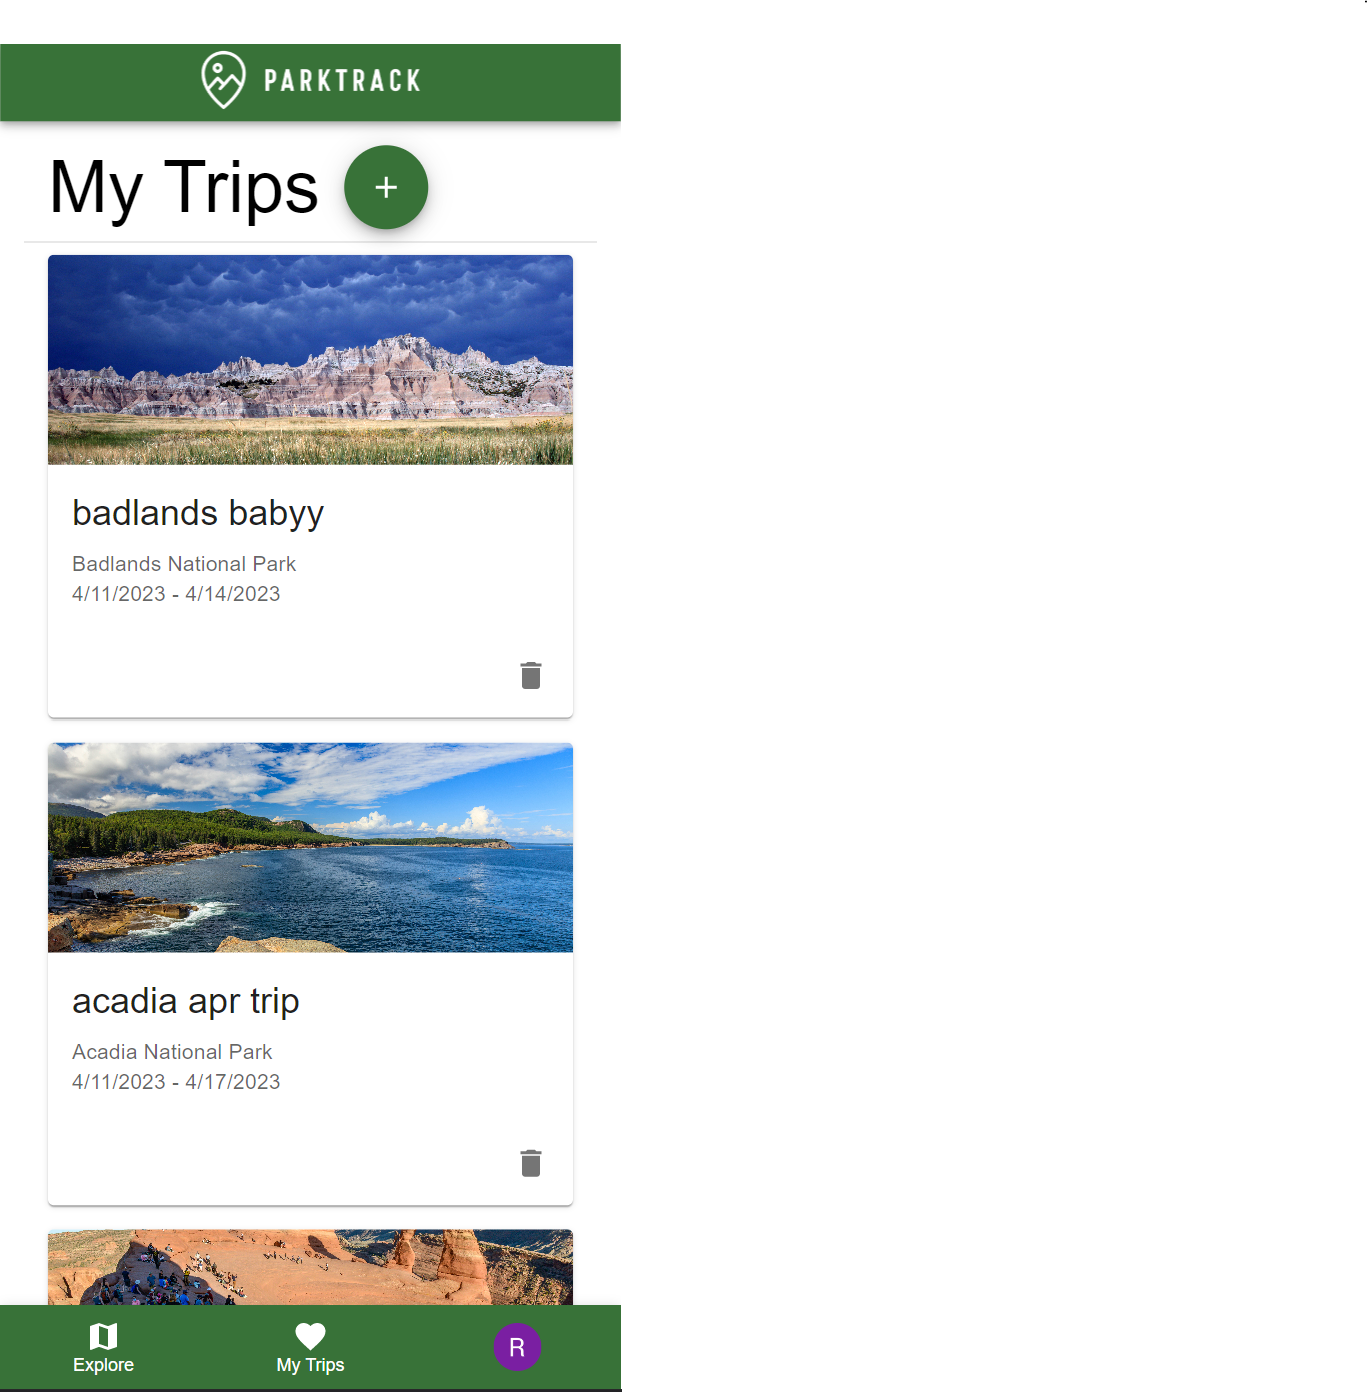 PARKTRACK
My Trips
+
badlands babyy
Badlands National Park
4/11/2023 - 4/14/2023
acadia apr trip
Acadia National Park
4/11/2023 - 4/17/2023
Explore
My Trips
R